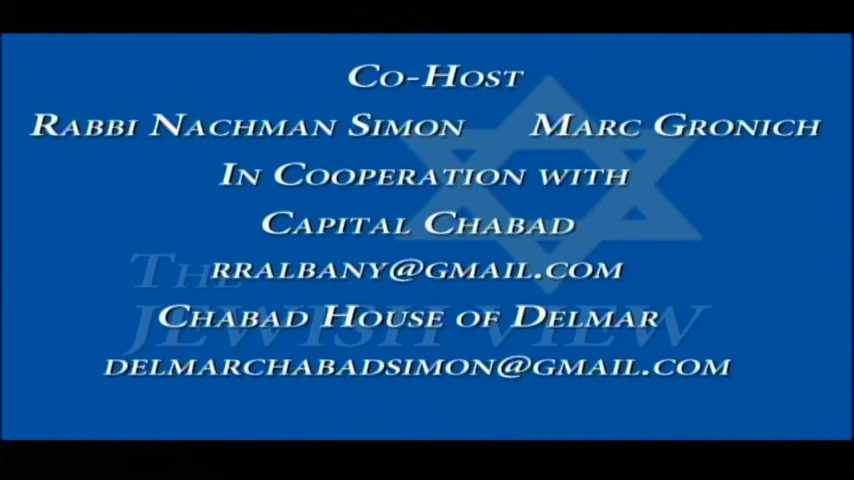 Co-Host
Rabbi Nachman Simon Marc Gronich
In Cooperation with
Capital Chabad
rralbany@gmail.com
Chabad House of Delmar
delmarchabadsimon@gmail.com
The
Jewish View